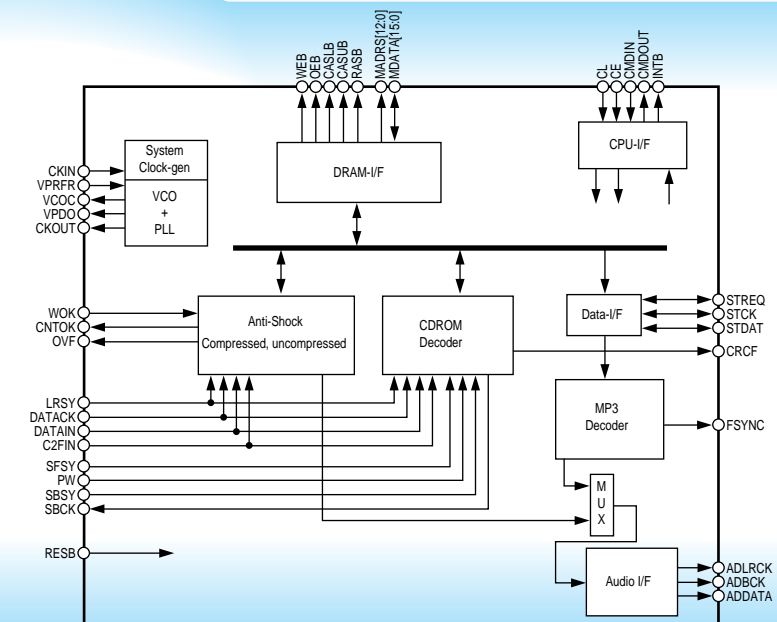 WEB
OEB
CASLB
CASUB
RASB
MADRS[12:0]
MDATA[15:0]
CL
CE
CMDIN
CMDOUT
INTB
System
Clock-gen
VCO
+
PLL
DRAM-I/F
CPU-I/F
CKIN
VPRFR
VCOC
VPDO
CKOUT
WOK
CNTOK
OVF
Anti-Shock
Compressed, uncompressed
CDROM
Decoder
Data-I/F
STREQ
STCK
STDAT
CRCF
LRSY
DATACK
DATAIN
C2FIN
SFSY
PW
SBSY
SBCK
MP3
Decoder
FSYNC
M
U
X
RESB
Audio I/F
ADLRCK
ADBCK
ADDATA